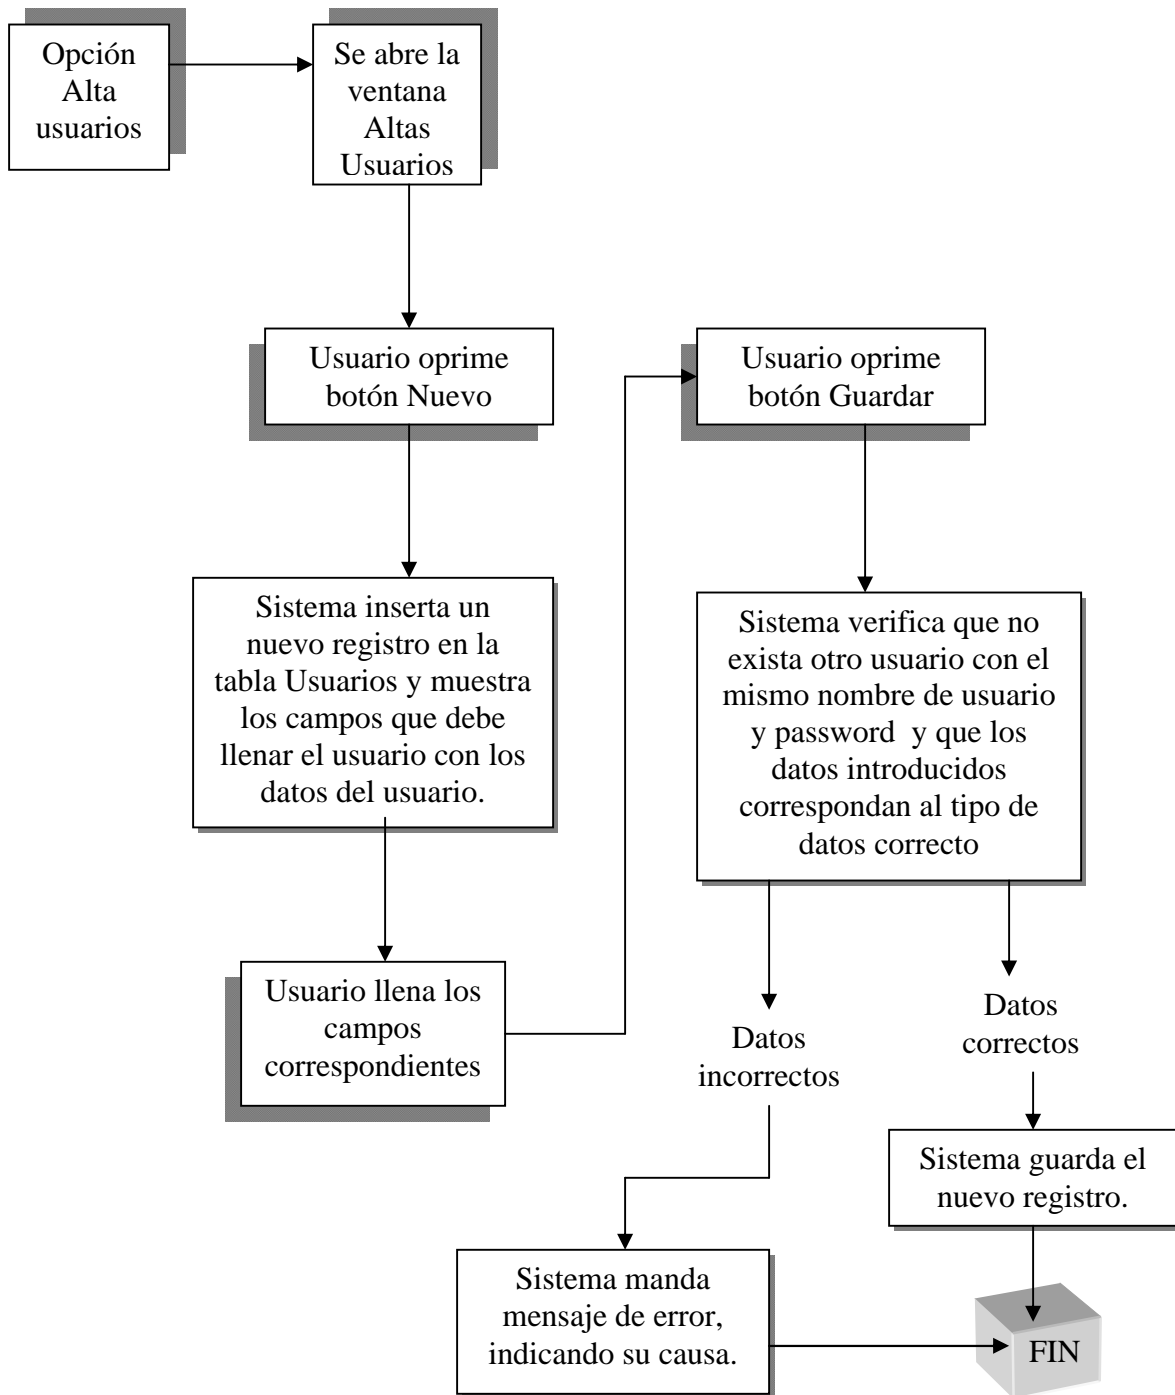 Opción
Alta
usuarios
Se abre la
ventana
Altas
Usuarios
Usuario oprime
botón Nuevo
Usuario oprime
botón Guardar
Sistema inserta un
nuevo registro en la
tabla Usuarios y muestra
los campos que debe
llenar el usuario con los
datos del usuario.
Sistema verifica que no
exista otro usuario con el
mismo nombre de usuario
y password y que los
datos introducidos
correspondan al tipo de
datos correcto
Usuario llena los
campos
correspondientes
Datos
incorrectos
Datos
correctos
Sistema guarda el
nuevo registro.
Sistema manda
mensaje de error,
indicando su causa.
FIN